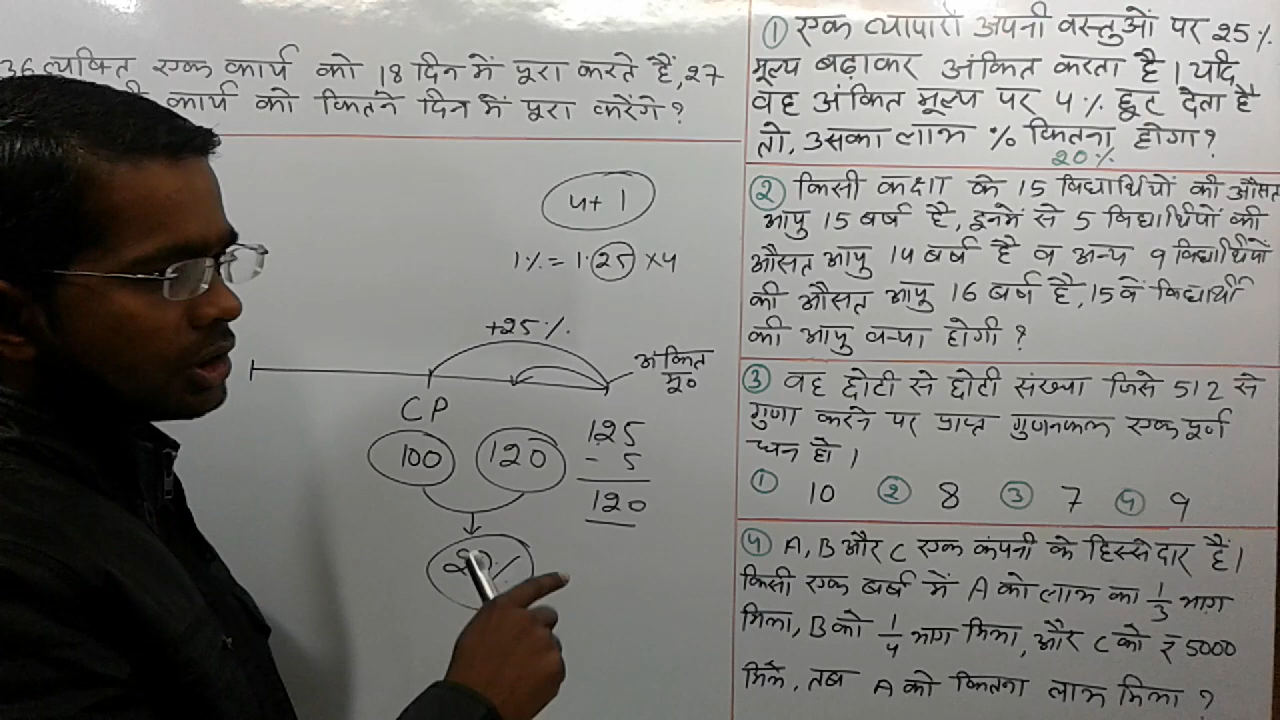 36 व्यक्ति एक कार्य को 18 दिन में पूरा करते हैं, 27
कार्य को कितने दिन में पूरा करेंगे ?
4+1
1% = 1.25 ×4
+25%
अंकित
मू०
CP
100
120
125
- 5
120
20%
① एक व्यापारी अपनी वस्तुओं पर 25%
मूल्य बढ़ाकर अंकित करता है । यदि
वह अंकित मूल्य पर 4% छूट देता है
तो, उसका लाभ % कितना होगा ?
20%
② किसी कक्षा के 15 विद्यार्थियों की औसत
आयु 15 वर्ष है, इनमें से 5 विद्यार्थियों की
औसत आयु 14 वर्ष है व अन्य 9 विद्यार्थियों
की औसत आयु 16 वर्ष है, 15 वें विद्यार्थी
की आयु क्या होगी ?
③ वह छोटी से छोटी संख्या जिसे 512 से
गुणा करने पर प्राप्त गुणनफल एक पूर्ण
घन हो ।
① 10 ② 8 ③ 7 ④ 9
④ A, B और C एक कंपनी के हिस्सेदार हैं ।
किसी एक वर्ष में A को लाभ का 1/3 भाग
मिला, B को 1/4 भाग मिला, और C को ₹ 5000
मिले, तब A को कितना लाभ मिला ?